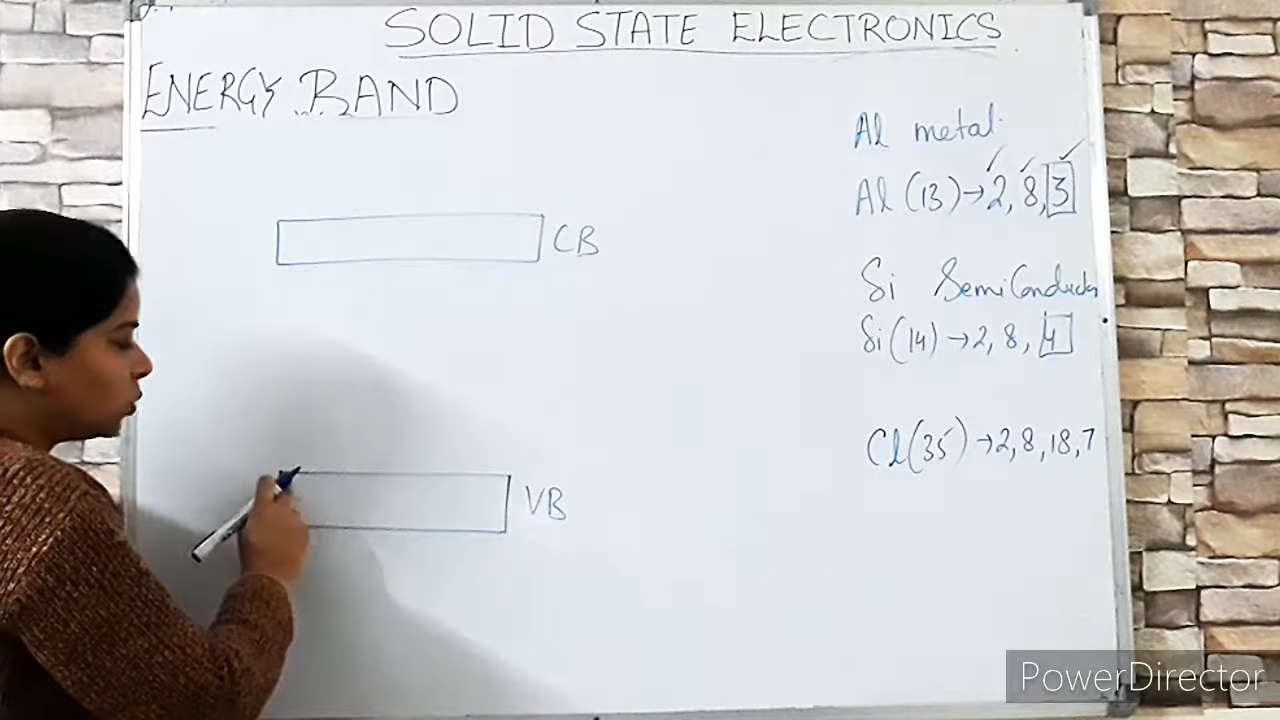 SOLID STATE ELECTRONICS
ENERGY BAND
Al metal
Al (13) → 2, 8, 3
CB
Si SemiConductor
Si (14) → 2, 8, 4
Cl (35) → 2, 8, 18, 7
VB
PowerDirector